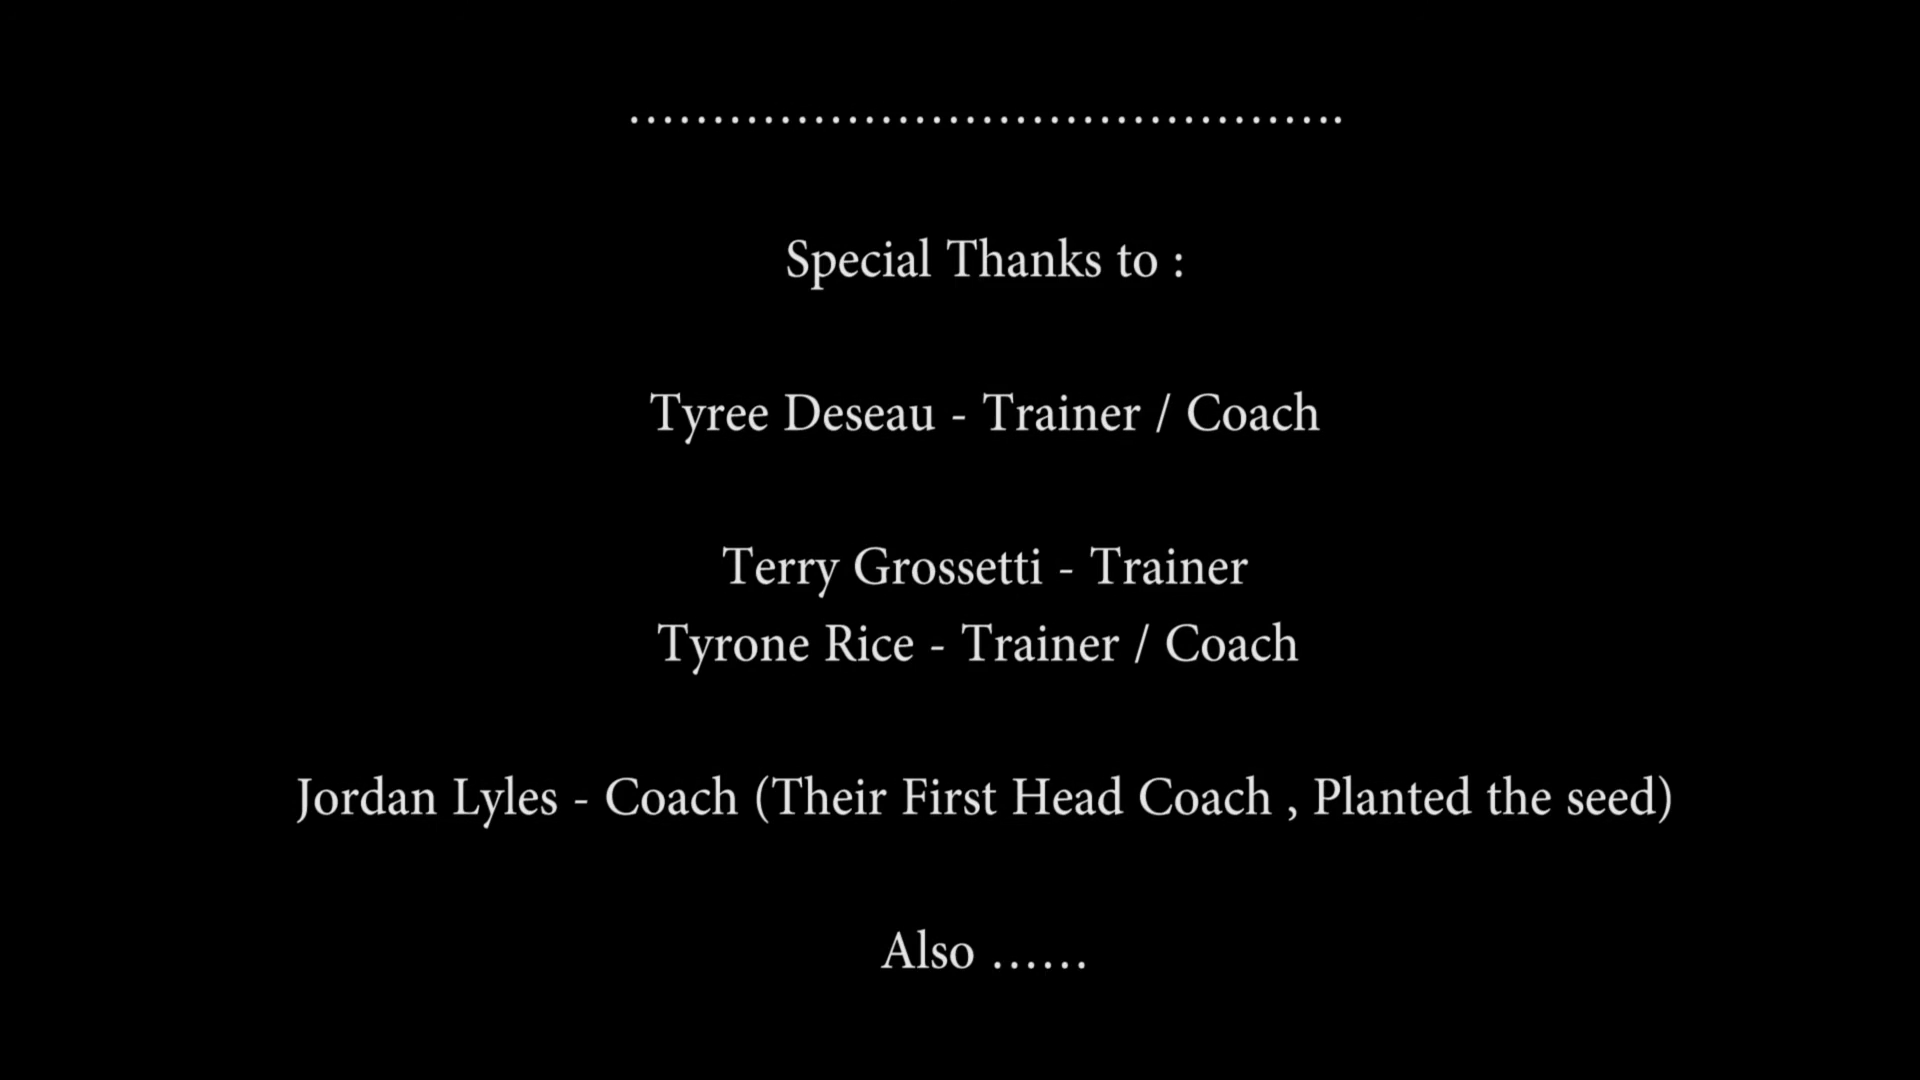 ...........................................
Special Thanks to :
Tyree Deseau - Trainer / Coach
Terry Grossetti - Trainer
Tyrone Rice - Trainer / Coach
Jordan Lyles - Coach (Their First Head Coach , Planted the seed)
Also ......